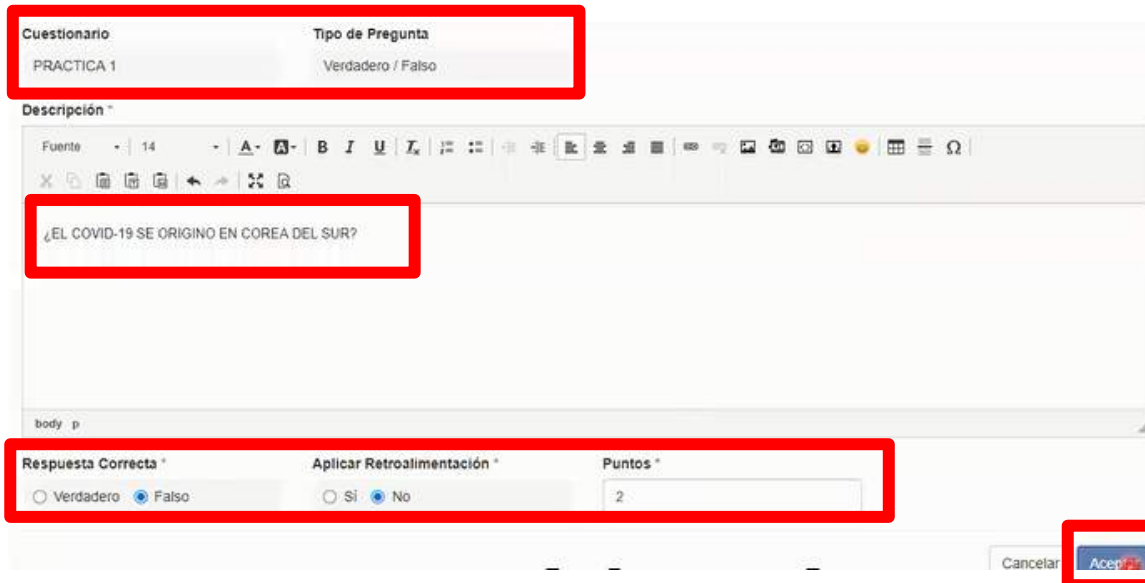 Cuestionario Tipo de Pregunta
PRACTICA 1 Verdadero / Falso
Descripción *
Fuente 14 A A B I U Tx Ω
¿EL COVID-19 SE ORIGINO EN COREA DEL SUR?
body p
Respuesta Correcta * Aplicar Retroalimentación * Puntos *
Verdadero Falso Sí No 2
Cancelar